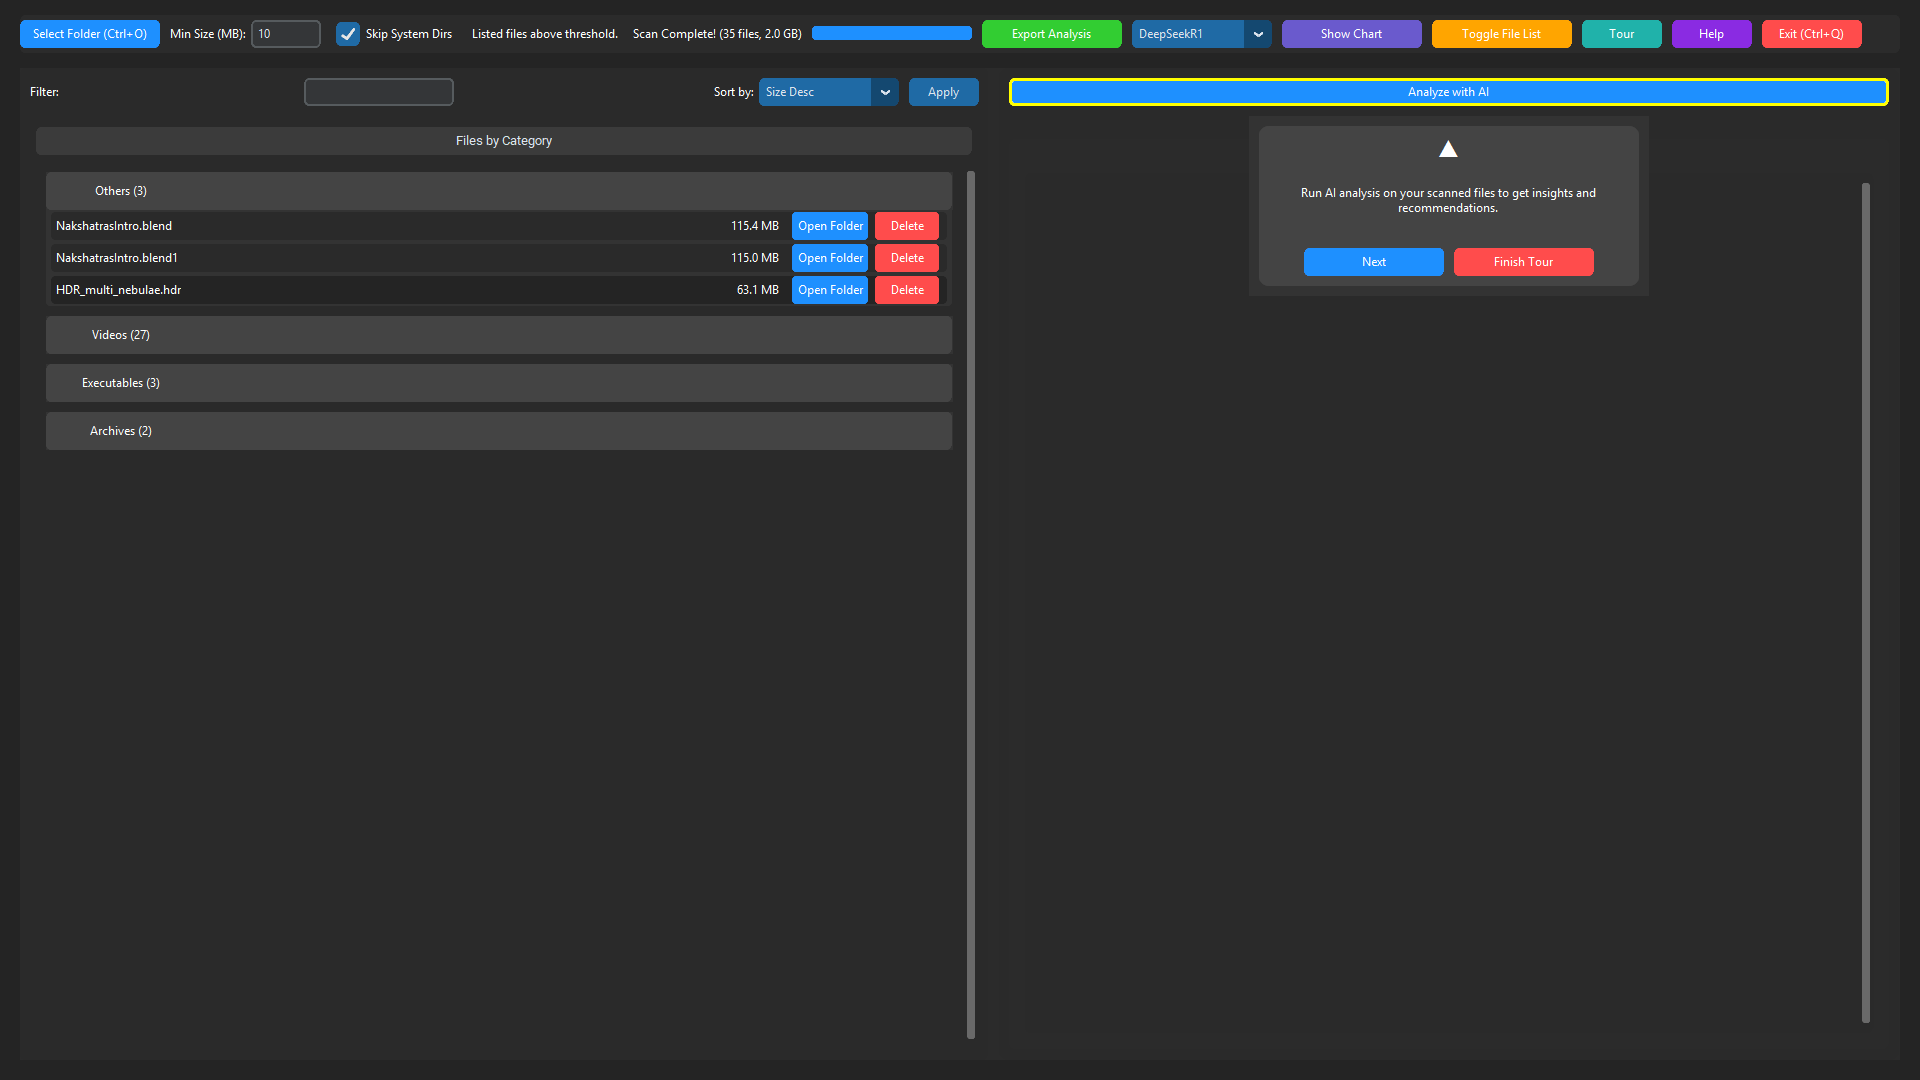 Select Folder (Ctrl+O) Min Size (MB): 10 Skip System Dirs Listed files above threshold. Scan Complete! (35 files, 2.0 GB) Export Analysis DeepSeekR1 Show Chart Toggle File List Tour Help Exit (Ctrl+Q)
Filter: Sort by: Size Desc Apply
Files by Category
Others (3)
NakshatrasIntro.blend 115.4 MB Open Folder Delete
NakshatrasIntro.blend1 115.0 MB Open Folder Delete
HDR_multi_nebulae.hdr 63.1 MB Open Folder Delete
Videos (27)
Executables (3)
Archives (2)
Analyze with AI
Run AI analysis on your scanned files to get insights and
recommendations.
Next Finish Tour